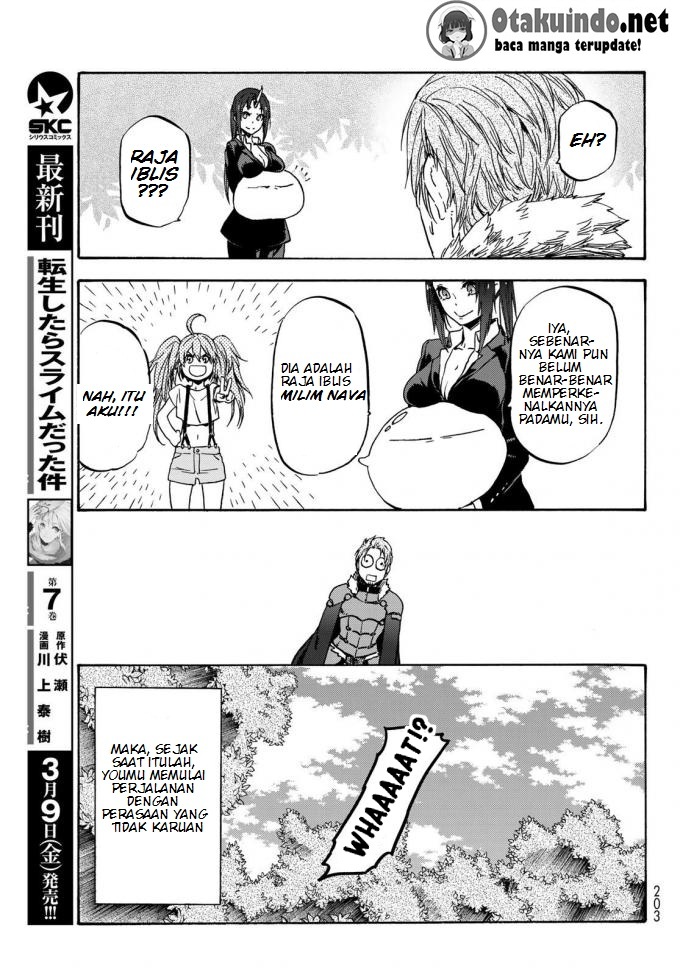 Otakuindo.net
baca manga terupdate!
EH?
RAJA
IBLIS
???
IYA,
SEBENAR-
NYA KAMI PUN
BELUM
BENAR-BENAR
MEMPERKE-
NALKANNYA
PADAMU, SIH.
DIA ADALAH
RAJA IBLIS
MILIM NAVA
NAH, ITU
AKU!!!
MAKA, SEJAK
SAAT ITULAH,
YOUMU MEMULAI
PERJALANAN
DENGAN
PERASAAN YANG
TIDAK KARUAN
WHAAAAAT!?
203
SKC
シリウスコミックス
最新刊
転生したらスライムだった件
第7巻
原作 伏瀬
漫画 川上泰樹
3月9日(金)発売!!!